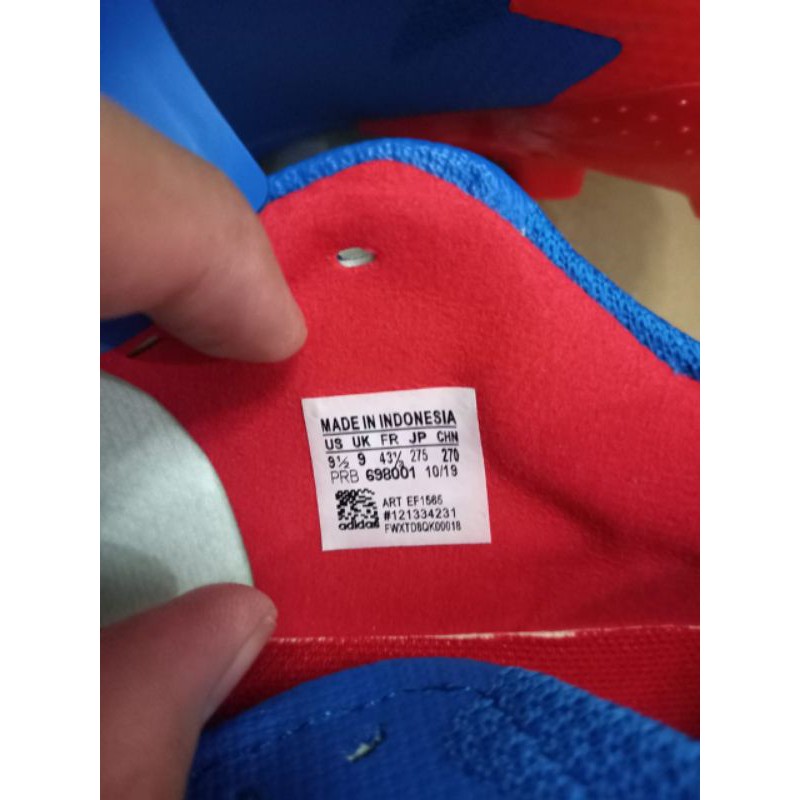 MADE IN INDONESIA
US UK FR JP CHN
9½ 9 43⅓ 275 270
PRB 698001 10/19
ART EF1565
#121334231
adidas FWXTD8QK00018